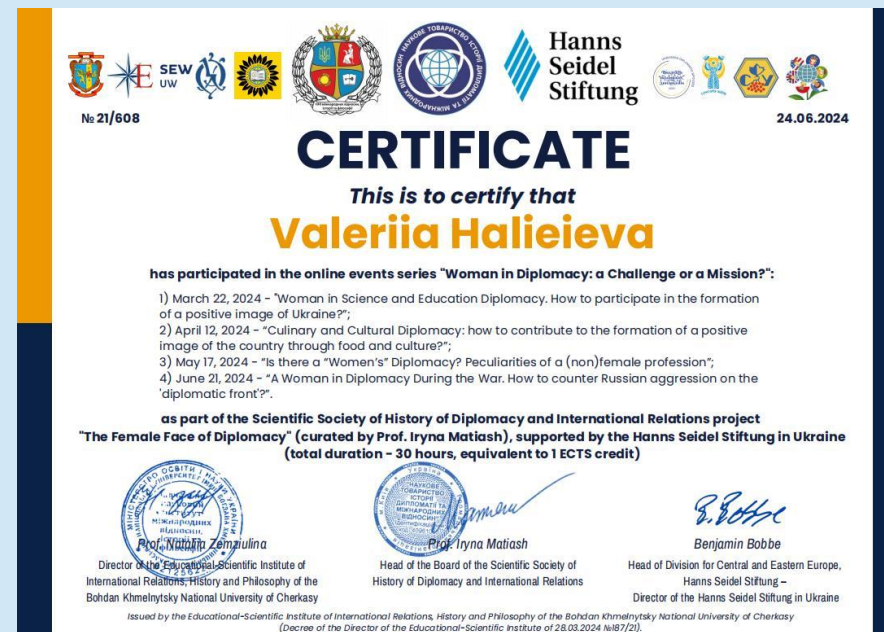 SEW
UW
Hanns
Seidel
Stiftung
№ 21/608
24.06.2024
CERTIFICATE
This is to certify that
Valeriia Halieieva
has participated in the online events series "Woman in Diplomacy: a Challenge or a Mission?":
1) March 22, 2024 - "Woman in Science and Education Diplomacy. How to participate in the formation
of a positive image of Ukraine?";
2) April 12, 2024 - "Culinary and Cultural Diplomacy: how to contribute to the formation of a positive
image of the country through food and culture?";
3) May 17, 2024 - "Is there a "Women's" Diplomacy? Peculiarities of a (non)female profession";
4) June 21, 2024 - "A Woman in Diplomacy During the War. How to counter Russian aggression on the
'diplomatic front'?".
as part of the Scientific Society of History of Diplomacy and International Relations project
"The Female Face of Diplomacy" (curated by Prof. Iryna Matiash), supported by the Hanns Seidel Stiftung in Ukraine
(total duration - 30 hours, equivalent to 1 ECTS credit)
Prof. Nataliia Zemziulina
Director of the Educational-Scientific Institute of
International Relations, History and Philosophy of the
Bohdan Khmelnytsky National University of Cherkasy
НАУКОВЕ
ТОВАРИСТВО
ІСТОРІЇ
ДИПЛОМАТІЇ ТА
МІЖНАРОДНИХ
ВІДНОСИН
Prof. Iryna Matiash
Head of the Board of the Scientific Society of
History of Diplomacy and International Relations
Benjamin Bobbe
Head of Division for Central and Eastern Europe,
Hanns Seidel Stiftung –
Director of the Hanns Seidel Stiftung in Ukraine
Issued by the Educational-Scientific Institute of International Relations, History and Philosophy of the Bohdan Khmelnytsky National University of Cherkasy
(Decree of the Director of the Educational-Scientific Institute of 28.03.2024 №187/21).